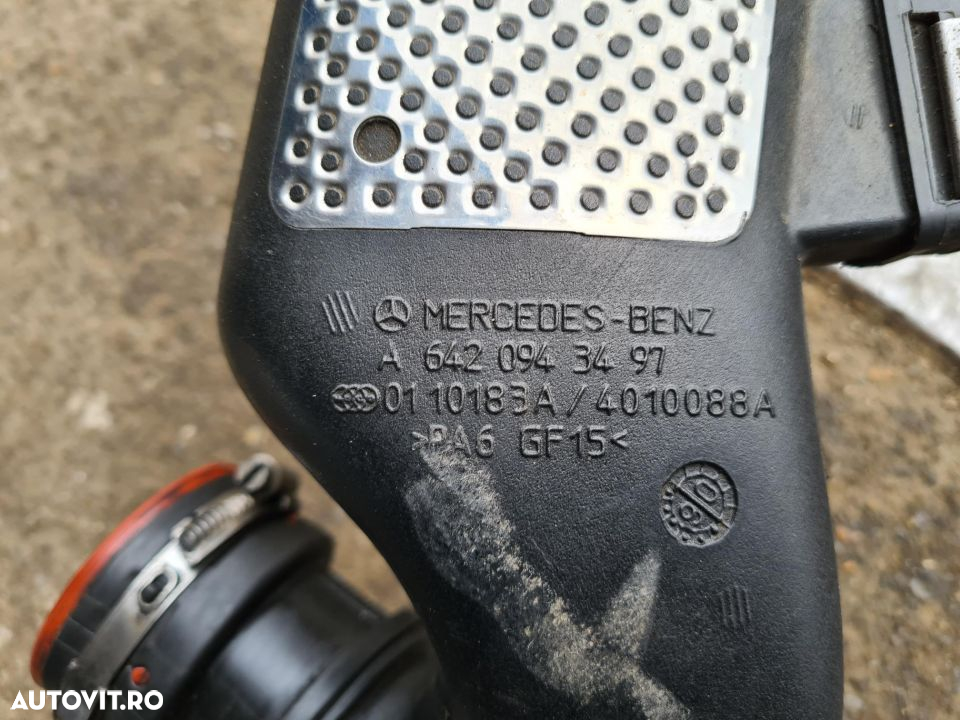 MERCEDES-BENZ
A 642 094 34 97
01 10183A / 4010088A
>PA6 GF15<
AUTOVIT.RO